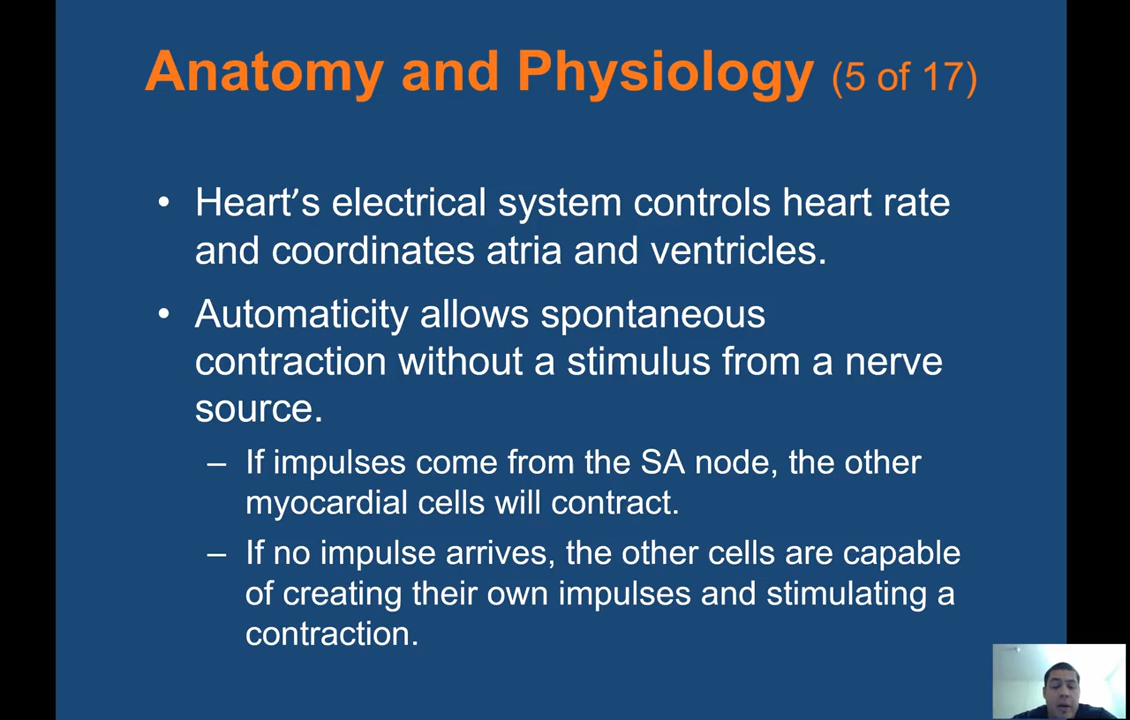 Anatomy and Physiology (5 of 17)
• Heart’s electrical system controls heart rate
and coordinates atria and ventricles.
• Automaticity allows spontaneous
contraction without a stimulus from a nerve
source.
– If impulses come from the SA node, the other
myocardial cells will contract.
– If no impulse arrives, the other cells are capable
of creating their own impulses and stimulating a
contraction.